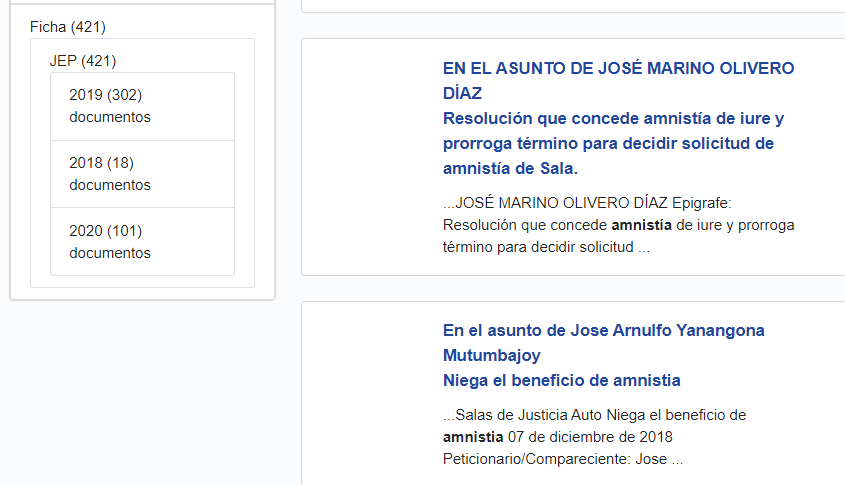 Ficha (421)
JEP (421)
2019 (302)
documentos
2018 (18)
documentos
2020 (101)
documentos
EN EL ASUNTO DE JOSÉ MARINO OLIVERO
DÍAZ
Resolución que concede amnistía de iure y
prorroga término para decidir solicitud de
amnistía de Sala.
...JOSÉ MARINO OLIVERO DÍAZ Epigrafe:
Resolución que concede amnistía de iure y prorroga
término para decidir solicitud ...
En el asunto de Jose Arnulfo Yanangona
Mutumbajoy
Niega el beneficio de amnistia
...Salas de Justicia Auto Niega el beneficio de
amnistia 07 de diciembre de 2018
Peticionario/Compareciente: Jose ...